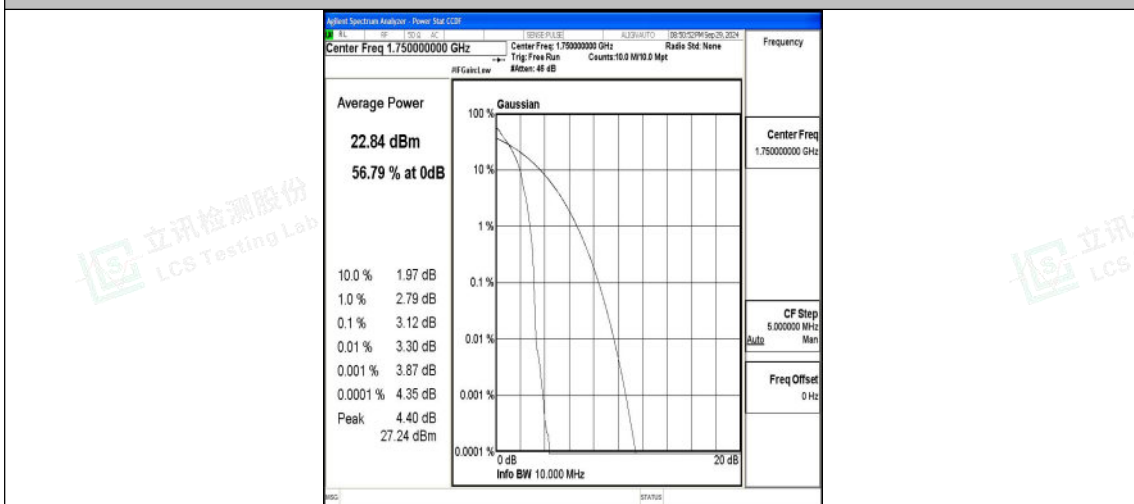 Agilent Spectrum Analyzer - Power Stat CCDF
RL RF 50 Ω AC SENSE:PULSE ALIGNAUTO 08:50:52PM Sep 29, 2024
Center Freq 1.750000000 GHz
Center Freq: 1.750000000 GHz Radio Std: None
Trig: Free Run Counts:10.0 M/10.0 Mpt
#IFGain:Low #Atten: 46 dB
Frequency
Average Power
22.84 dBm
56.79 % at 0dB
10.0 % 1.97 dB
1.0 % 2.79 dB
0.1 % 3.12 dB
0.01 % 3.30 dB
0.001 % 3.87 dB
0.0001 % 4.35 dB
Peak 4.40 dB
27.24 dBm
Gaussian
100 %
10 %
1 %
0.1 %
0.01 %
0.001 %
0.0001 %
0 dB 20 dB
Info BW 10.000 MHz
Center Freq
1.750000000 GHz
CF Step
5.000000 MHz
Auto Man
Freq Offset
0 Hz
MSG STATUS
立讯检测股份
LCS Testing Lab
立讯
LCS